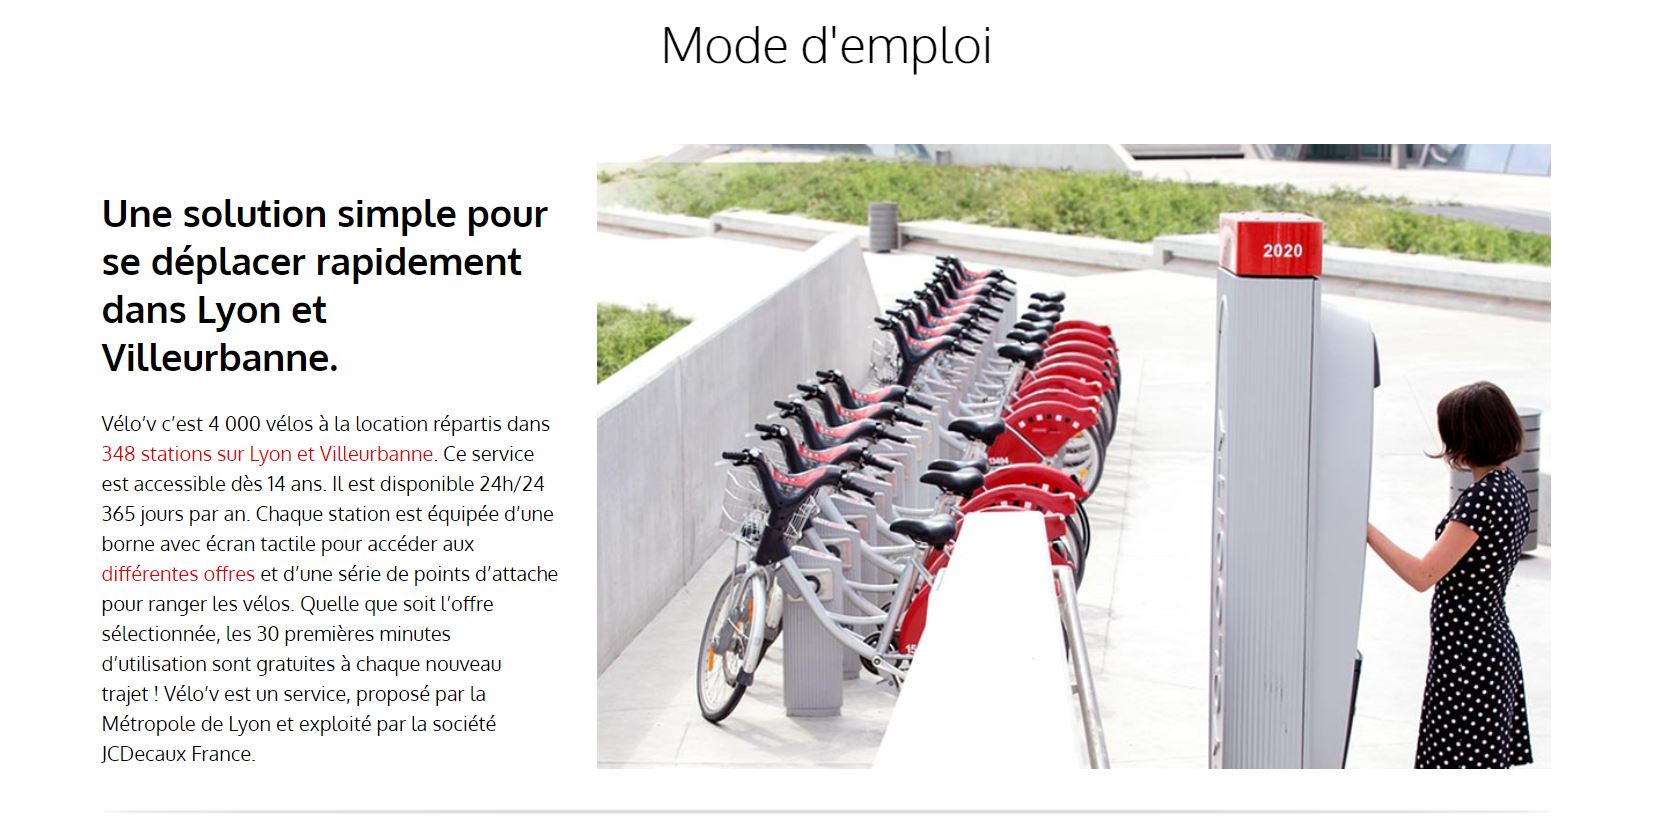 Mode d'emploi
Une solution simple pour
se déplacer rapidement
dans Lyon et
Villeurbanne.
Vélo’v c’est 4 000 vélos à la location répartis dans
348 stations sur Lyon et Villeurbanne. Ce service
est accessible dès 14 ans. Il est disponible 24h/24
365 jours par an. Chaque station est équipée d’une
borne avec écran tactile pour accéder aux
différentes offres et d’une série de points d’attache
pour ranger les vélos. Quelle que soit l’offre
sélectionnée, les 30 premières minutes
d’utilisation sont gratuites à chaque nouveau
trajet ! Vélo’v est un service, proposé par la
Métropole de Lyon et exploité par la société
JCDecaux France.
2020